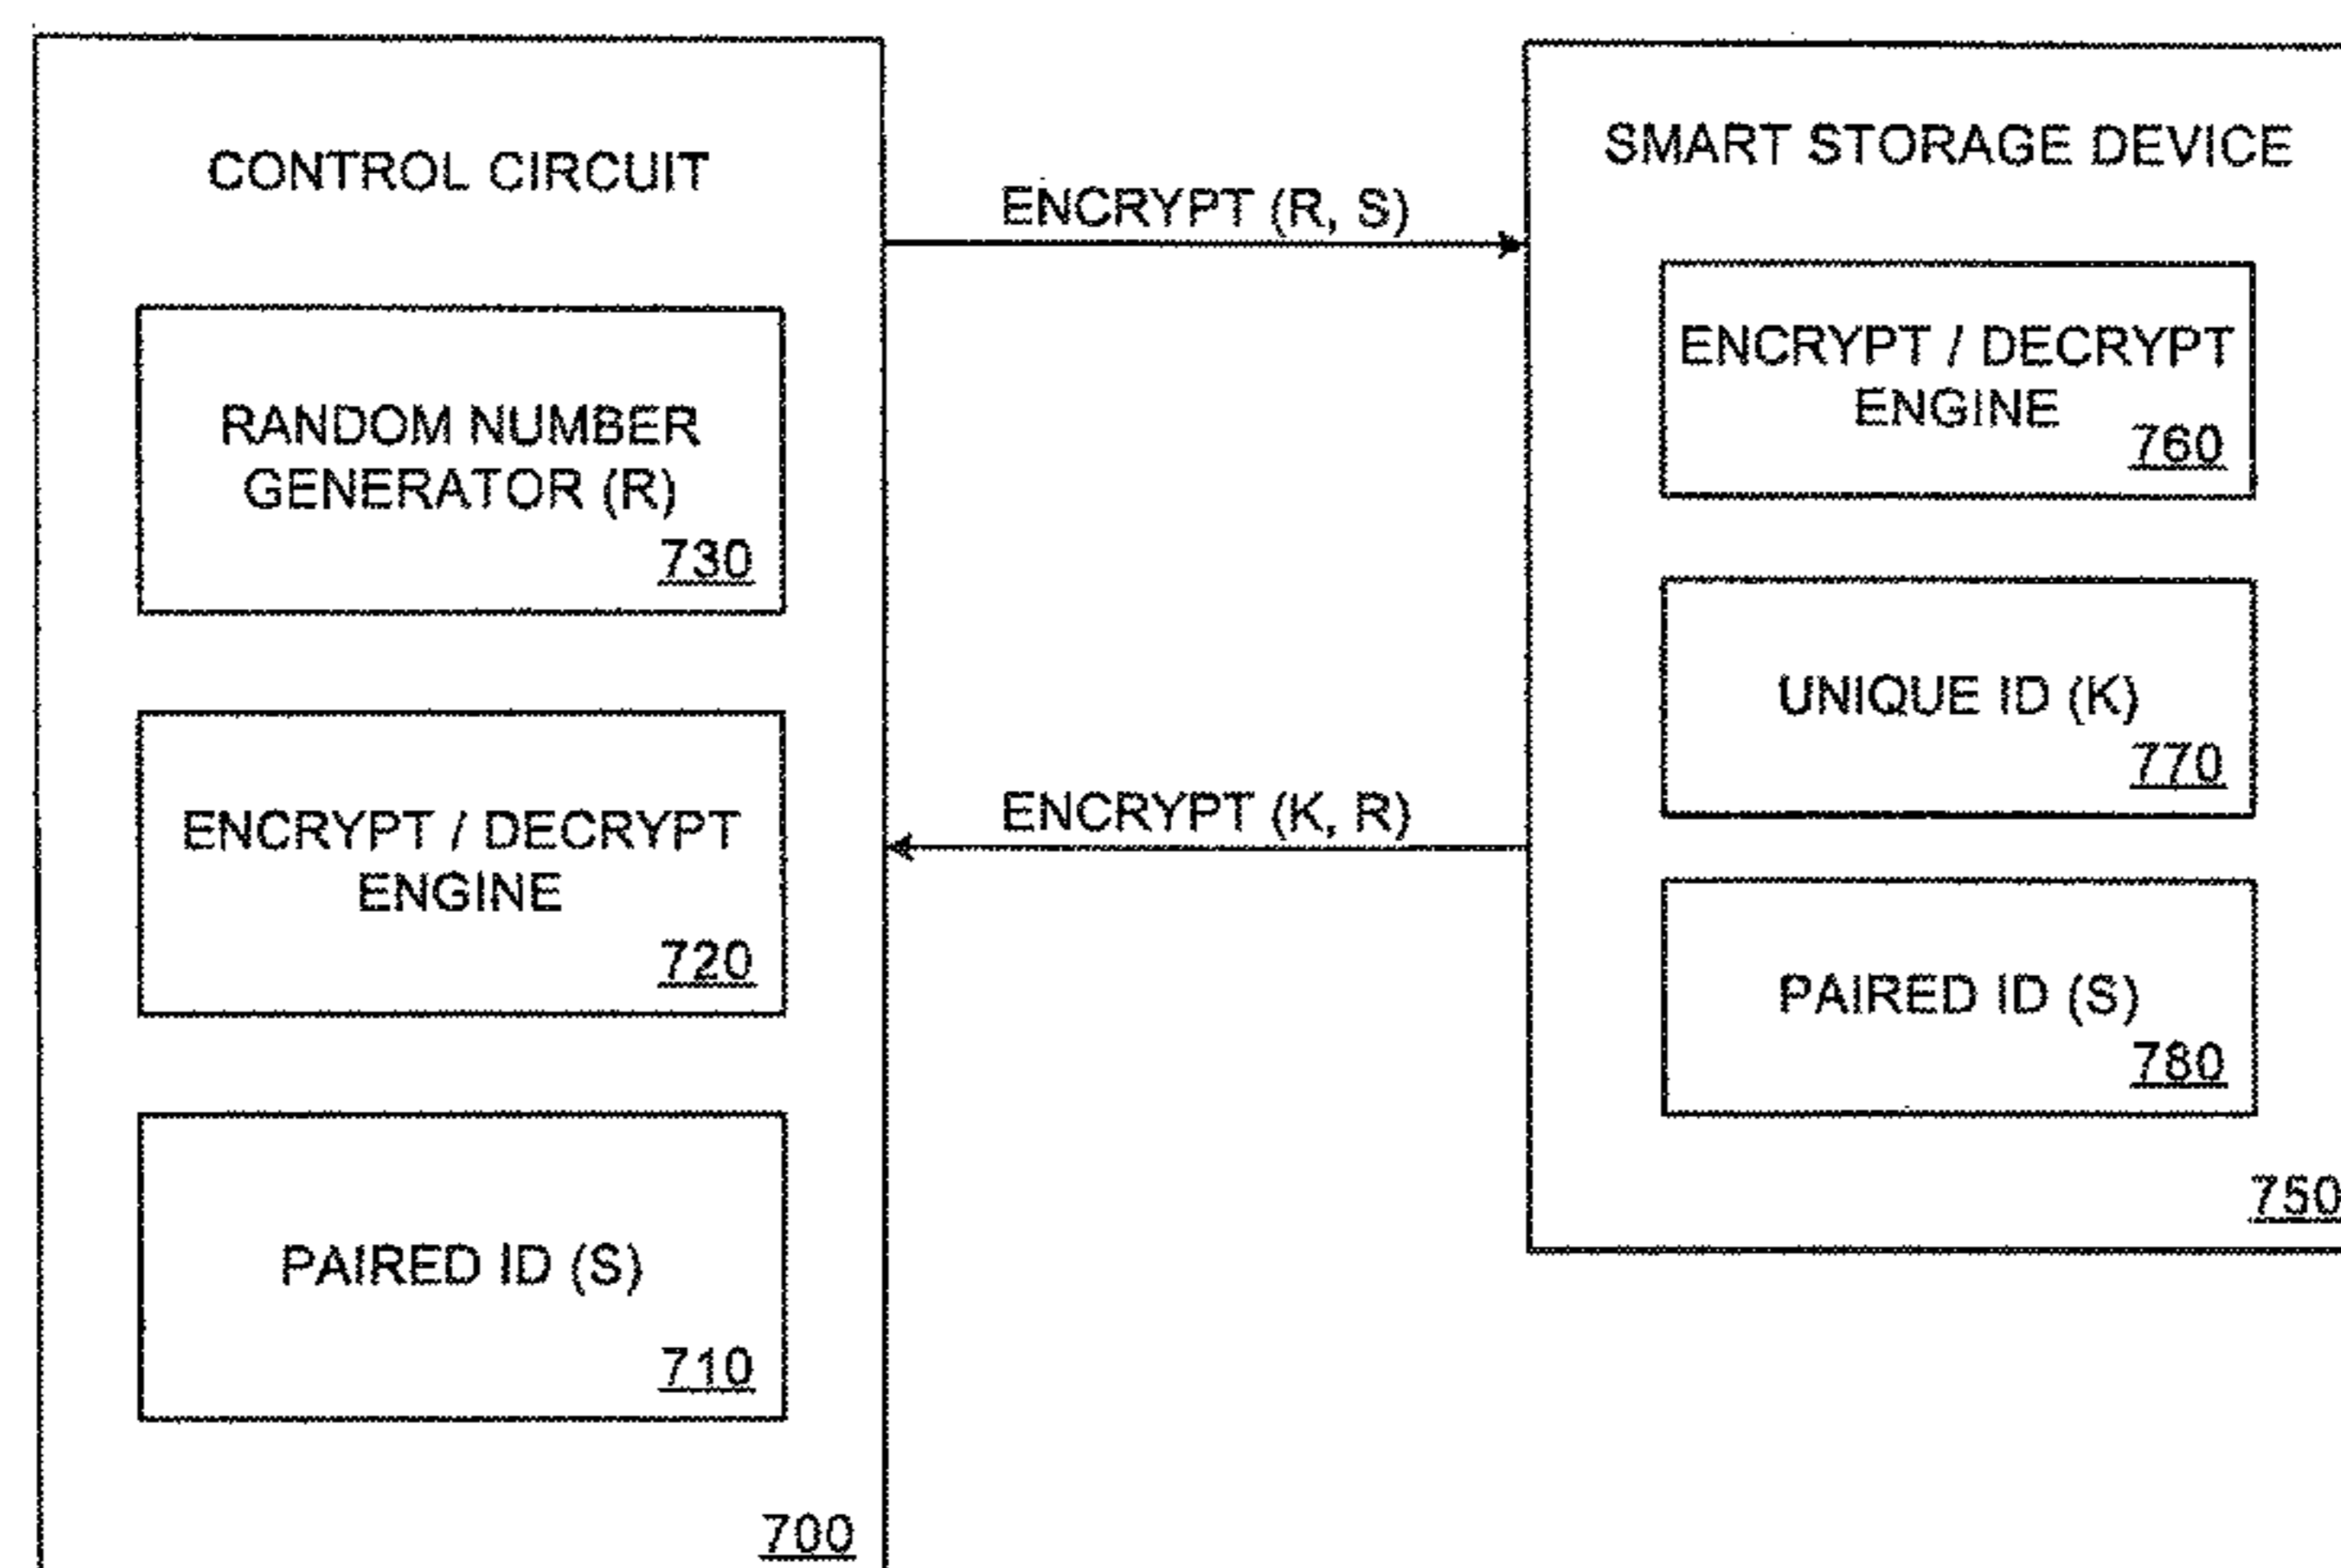 CONTROL CIRCUIT
RANDOM NUMBER
GENERATOR (R)
730
ENCRYPT / DECRYPT
ENGINE
720
PAIRED ID (S)
710
700
ENCRYPT (R, S)
ENCRYPT (K, R)
SMART STORAGE DEVICE
ENCRYPT / DECRYPT
ENGINE
760
UNIQUE ID (K)
770
PAIRED ID (S)
780
750